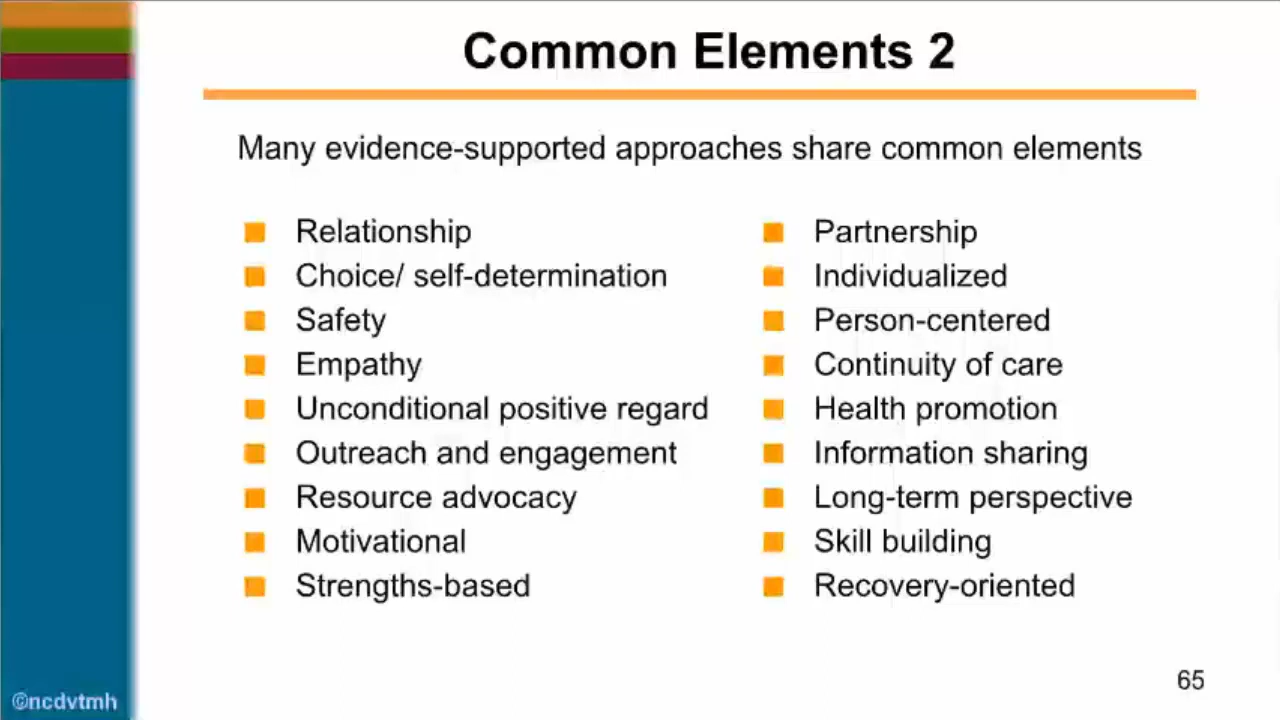 Common Elements 2
Many evidence-supported approaches share common elements
Relationship
Choice/ self-determination
Safety
Empathy
Unconditional positive regard
Outreach and engagement
Resource advocacy
Motivational
Strengths-based
Partnership
Individualized
Person-centered
Continuity of care
Health promotion
Information sharing
Long-term perspective
Skill building
Recovery-oriented
65
©ncdvtmh